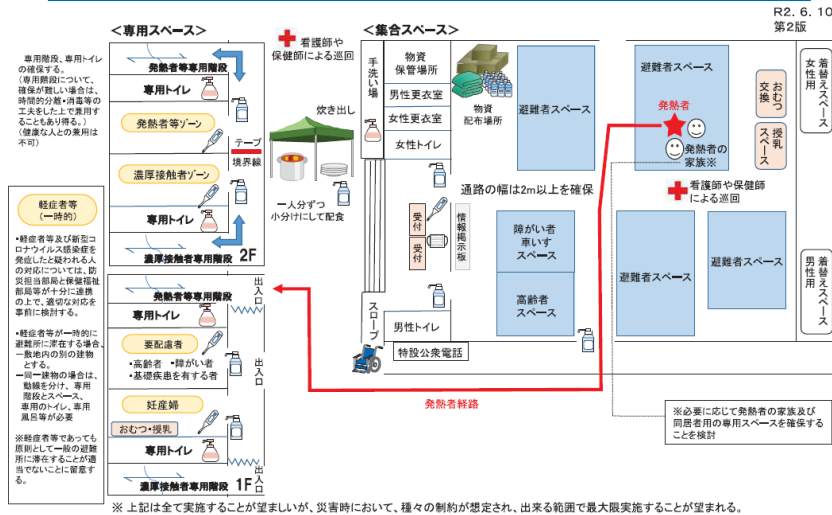 R2. 6. 10
第2版
＜専用スペース＞
専用階段、専用トイレ
の確保する。
(専用階段について、
確保が難しい場合は、
時間的分離・消毒等の
工夫をした上で兼用す
ることもあり得る。)
(健康な人との兼用は
不可)
発熱者等専用階段
専用トイレ
発熱者等ゾーン
テープ
境界線
濃厚接触者ゾーン
専用トイレ
濃厚接触者専用階段
2F
軽症者等
(一時的)
・軽症者等及び新型コ
ロナウイルス感染症を
発症したと疑われる人
の対応については、防
災担当部局と保健福祉
部局等が十分に連携
の上で、適切な対応を
事前に検討する。
・軽症者等が一時的に
避難所に滞在する場合、
一敷地内の別の建物
とする。
一同一建物の場合は、
動線を分け、専用
階段とスペース、
専用のトイレ、専用
風呂等が必要
※軽症者等であっても
原則として一般の避難
所に滞在することが適
当でないことに留意す
る。
発熱者等専用階段
出入口
専用トイレ
要配慮者
・高齢者 ・障がい者
・基礎疾患を有する者
出入口
妊産婦
おむつ・授乳
専用トイレ
出入口
濃厚接触者専用階段
1F
看護師や
保健師による巡回
炊き出し
一人分ずつ
小分けにして配食
＜集合スペース＞
手洗い場
物資
保管場所
男性更衣室
女性更衣室
女性トイレ
物資
配布場所
避難者スペース
通路の幅は2m以上を確保
受付
受付
情報掲示板
障がい者
車いす
スペース
高齢者
スペース
スロープ
男性トイレ
特設公衆電話
発熱者経路
避難者スペース
発熱者
発熱者の
家族※
おむつ
交換
授乳
スペース
着替えスペース
女性用
看護師や保健師
による巡回
避難者スペース
避難者スペース
着替えスペース
男性用
※必要に応じて発熱者の家族及び
同居者用の専用スペースを確保する
ことを検討
※ 上記は全て実施することが望ましいが、災害時において、種々の制約が想定され、出来る範囲で最大限実施することが望まれる。